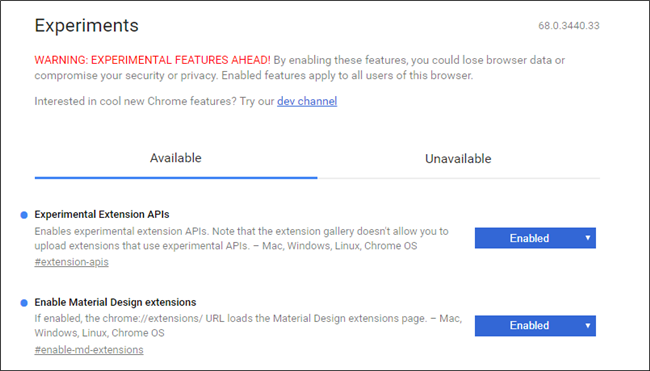 Experiments
68.0.3440.33
WARNING: EXPERIMENTAL FEATURES AHEAD! By enabling these features, you could lose browser data or
compromise your security or privacy. Enabled features apply to all users of this browser.
Interested in cool new Chrome features? Try our dev channel
Available
Unavailable
Experimental Extension APIs
Enables experimental extension APIs. Note that the extension gallery doesn't allow you to
upload extensions that use experimental APIs. – Mac, Windows, Linux, Chrome OS
#extension-apis
Enabled
Enable Material Design extensions
If enabled, the chrome://extensions/ URL loads the Material Design extensions page. – Mac,
Windows, Linux, Chrome OS
#enable-md-extensions
Enabled